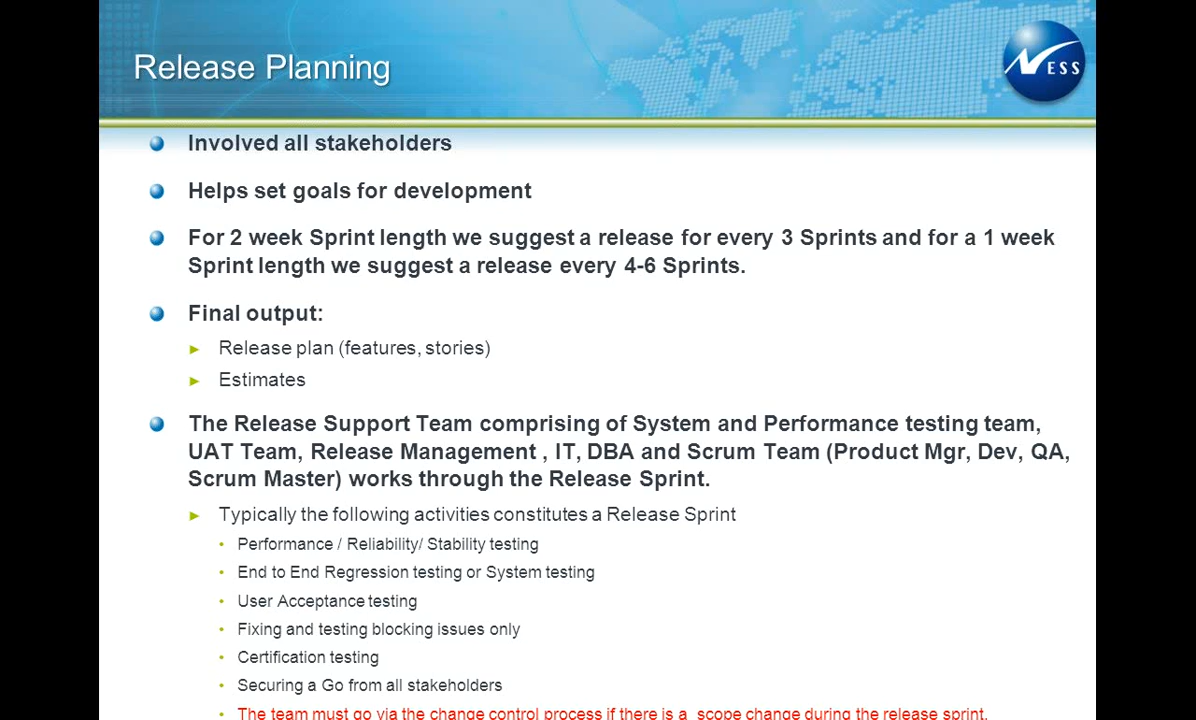 Release Planning
NESS
Involved all stakeholders
Helps set goals for development
For 2 week Sprint length we suggest a release for every 3 Sprints and for a 1 week
Sprint length we suggest a release every 4-6 Sprints.
Final output:
Release plan (features, stories)
Estimates
The Release Support Team comprising of System and Performance testing team,
UAT Team, Release Management , IT, DBA and Scrum Team (Product Mgr, Dev, QA,
Scrum Master) works through the Release Sprint.
Typically the following activities constitutes a Release Sprint
Performance / Reliability/ Stability testing
End to End Regression testing or System testing
User Acceptance testing
Fixing and testing blocking issues only
Certification testing
Securing a Go from all stakeholders
The team must go via the change control process if there is a scope change during the release sprint.